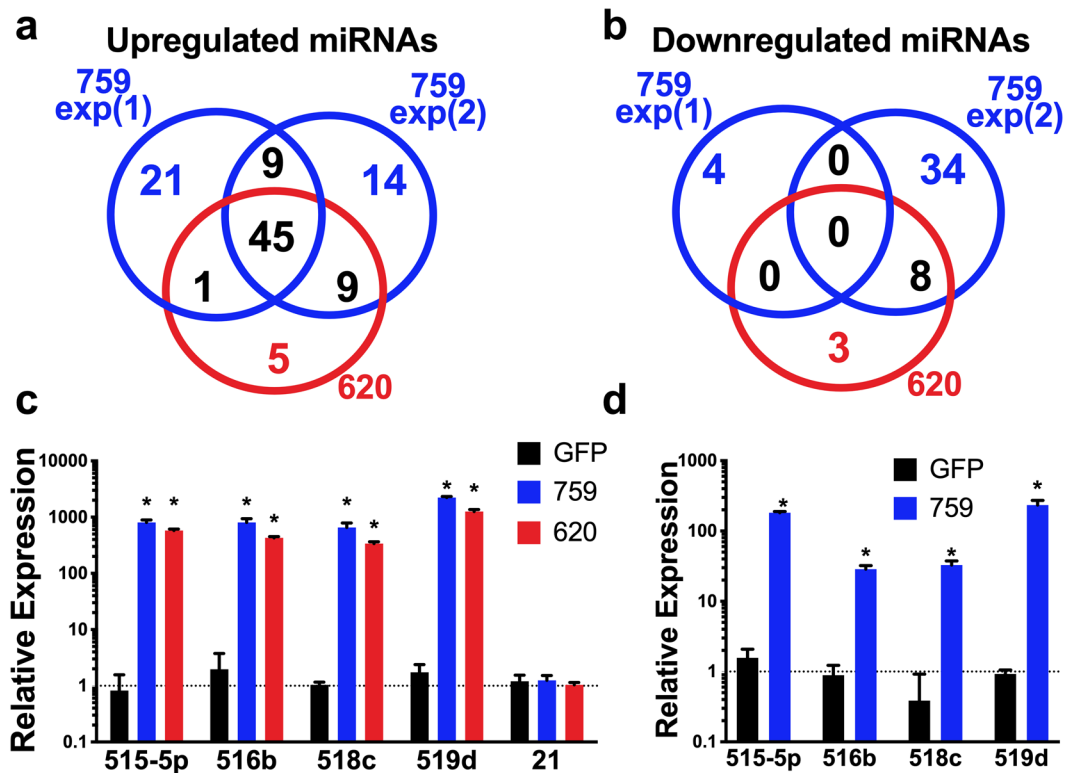 a
Upregulated miRNAs
759
exp(1)
759
exp(2)
21
9
14
45
1
9
5
620
b
Downregulated miRNAs
759
exp(1)
759
exp(2)
4
0
34
0
0
8
3
620
c
Relative Expression
10000
1000
100
10
1
0.1
GFP
759
620
* *
* *
* *
* *
515-5p 516b 518c 519d 21
d
Relative Expression
1000
100
10
1
0.1
GFP
759
*
*
*
*
515-5p 516b 518c 519d